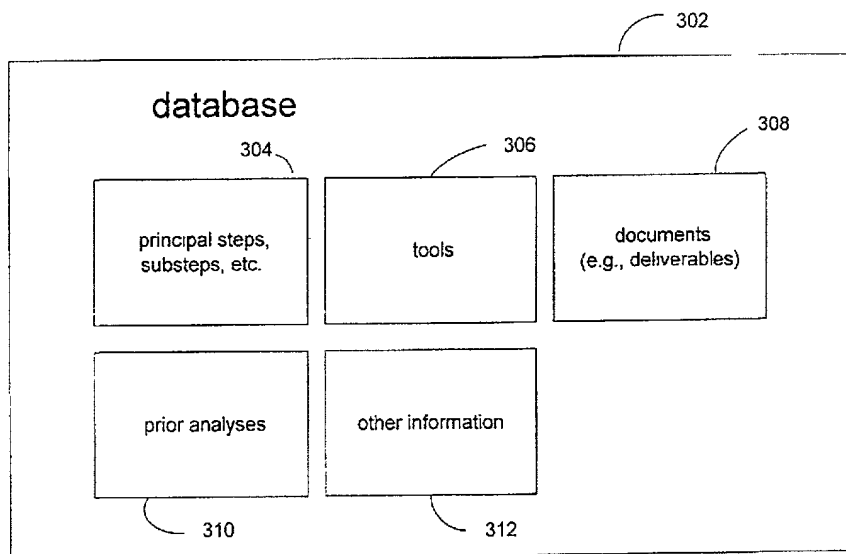 302
database
304
306
308
principal steps,
substeps, etc.
tools
documents
(e.g., deliverables)
prior analyses
other information
310
312